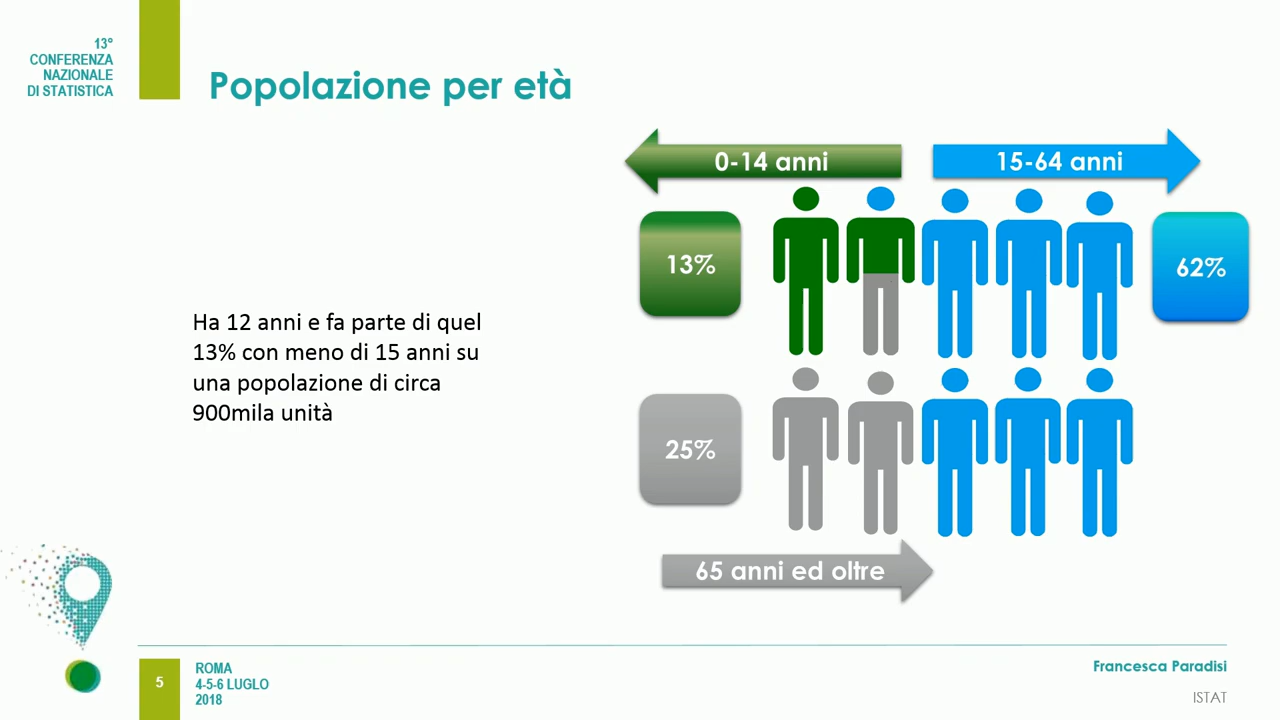 13°
CONFERENZA
NAZIONALE
DI STATISTICA
Popolazione per età
0-14 anni
15-64 anni
13%
62%
Ha 12 anni e fa parte di quel
13% con meno di 15 anni su
una popolazione di circa
900mila unità
25%
65 anni ed oltre
5
ROMA
4-5-6 LUGLIO
2018
Francesca Paradisi
ISTAT